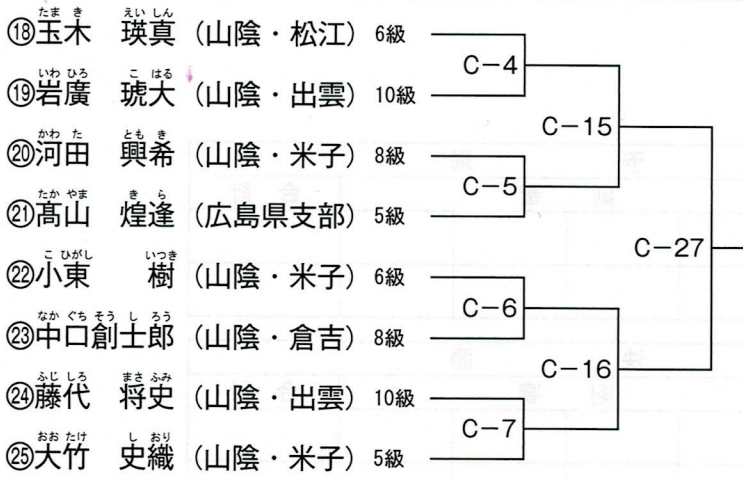 ⑱玉木 瑛真 (山陰・松江) 6級
たま き えい しん
C-4
⑲岩廣 琥大 (山陰・出雲) 10級
いわ ひろ こ はる
C-15
⑳河田 興希 (山陰・米子) 8級
かわ た とも き
C-5
㉑髙山 煌逢 (広島県支部) 5級
たか やま き ら
C-27
㉒小東 樹 (山陰・米子) 6級
こ ひがし いつき
C-6
㉓中口創士郎 (山陰・倉吉) 8級
なか ぐち そう し ろう
C-16
㉔藤代 将史 (山陰・出雲) 10級
ふじ しろ まさ ふみ
C-7
㉕大竹 史織 (山陰・米子) 5級
おお たけ し おり